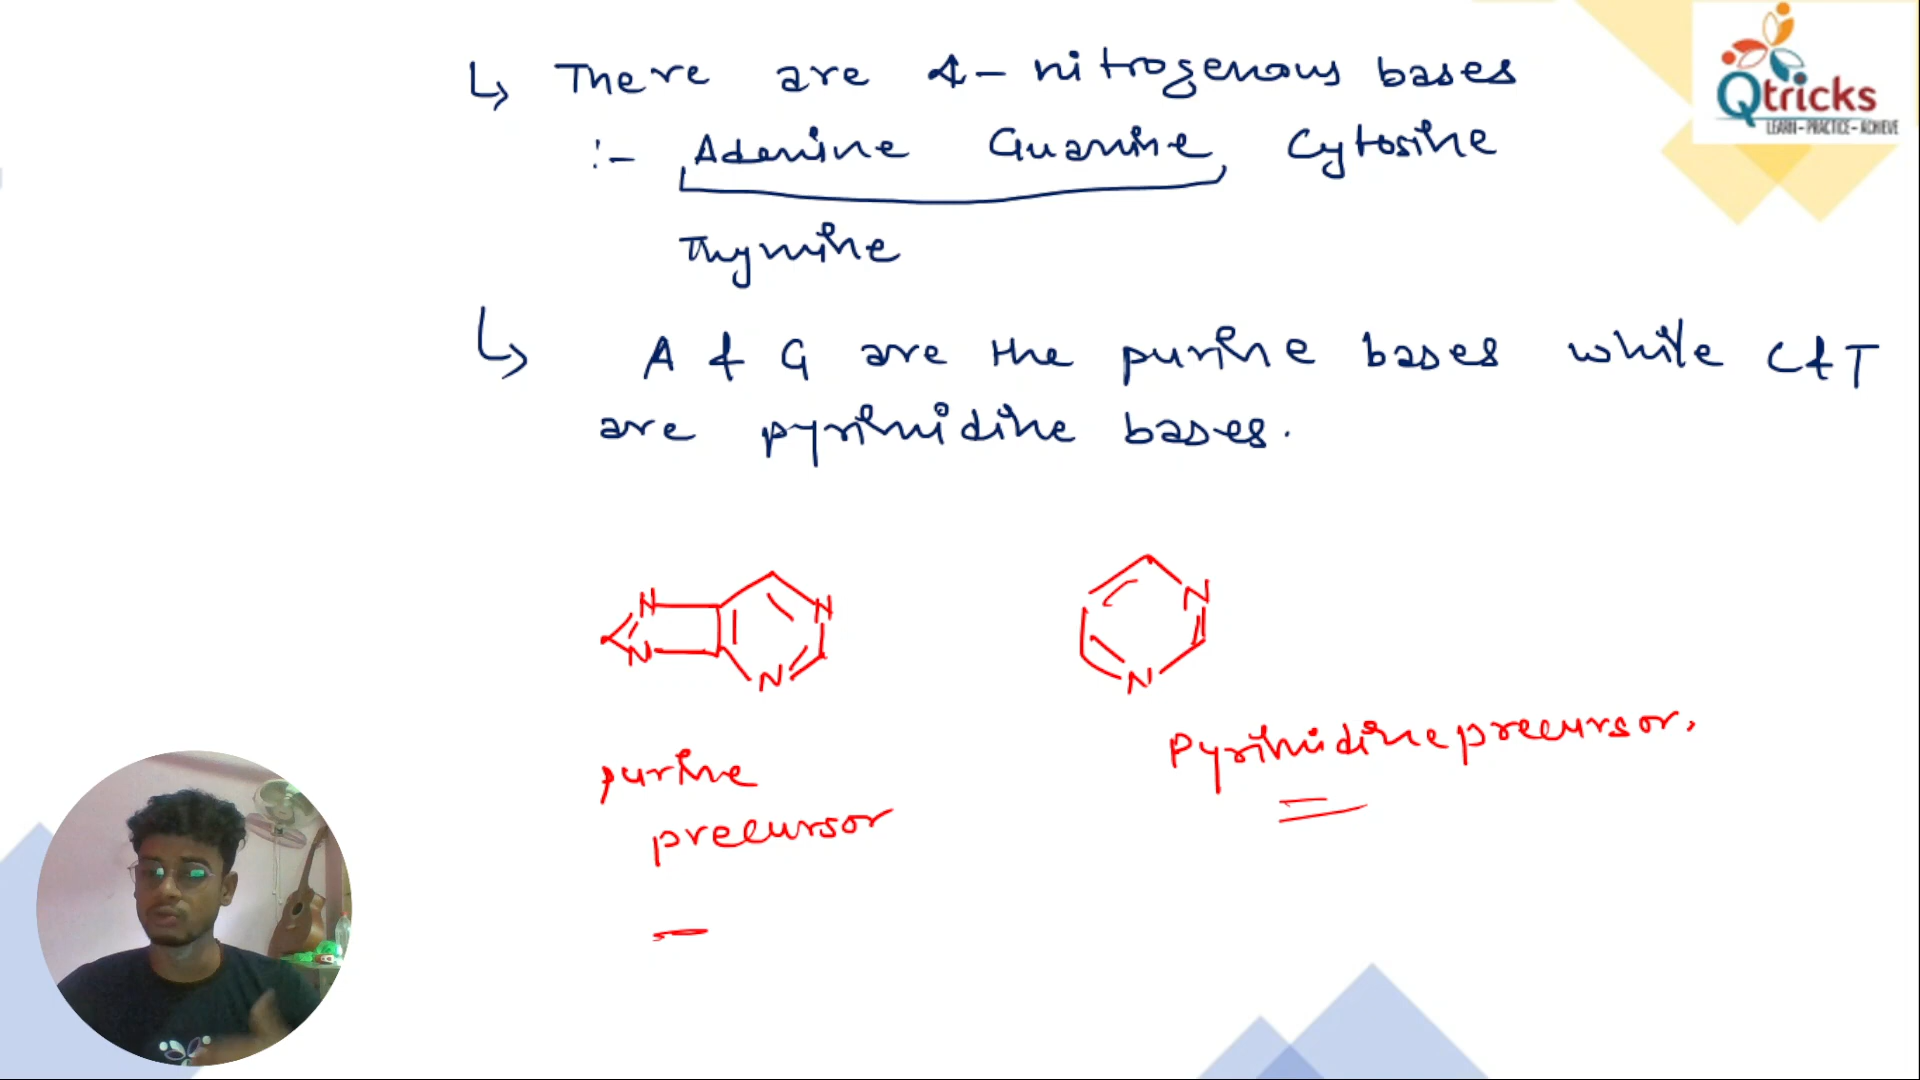 ↳ There are 4- nitrogenous bases
:- Adenine Guanine, Cytosine
Thymine
↳ A & G are the purine bases while C & T
are pyrimidine bases.
N
N
N
N
N
N
purine
precursor
Pyrimidine precursor.
Qtricks
LEARN – PRACTICE – ACHIEVE